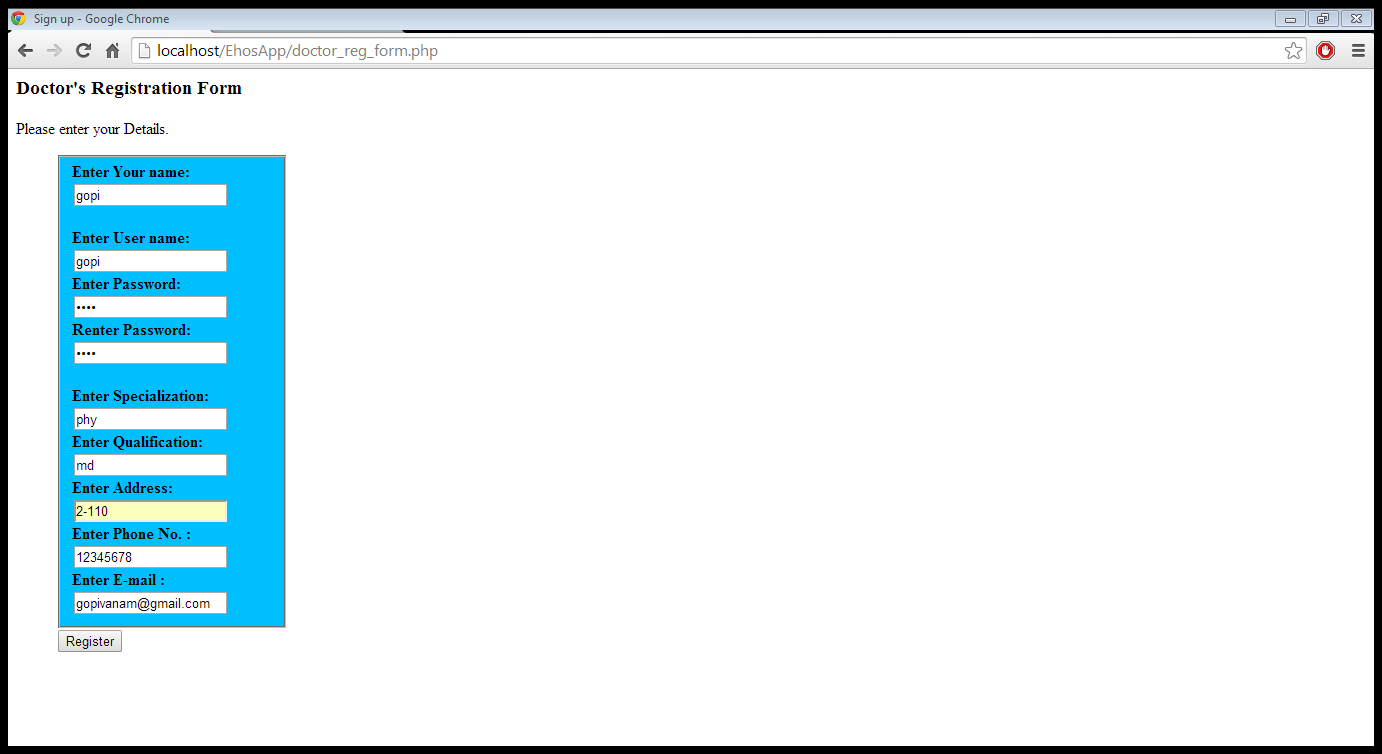 Sign up - Google Chrome
localhost/EhosApp/doctor_reg_form.php
Doctor's Registration Form
Please enter your Details.
Enter Your name:
gopi
Enter User name:
gopi
Enter Password:
••••
Renter Password:
••••
Enter Specialization:
phy
Enter Qualification:
md
Enter Address:
2-110
Enter Phone No. :
12345678
Enter E-mail :
gopivanam@gmail.com
Register